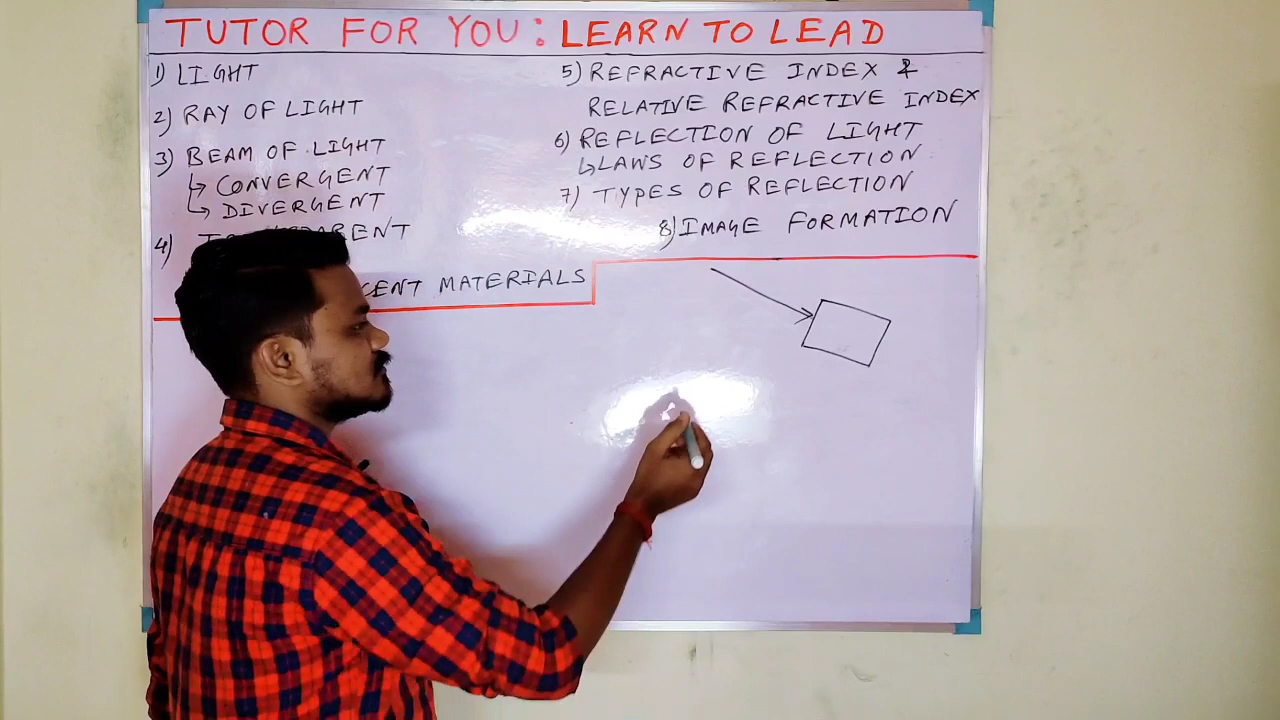 TUTOR FOR YOU: LEARN TO LEAD
1) LIGHT
2) RAY OF LIGHT
3) BEAM OF LIGHT
↳ CONVERGENT
↳ DIVERGENT
4)
CENT MATERIALS
5) REFRACTIVE INDEX &
RELATIVE REFRACTIVE INDEX
6) REFLECTION OF LIGHT
↳ LAWS OF REFLECTION
7) TYPES OF REFLECTION
8) IMAGE FORMATION